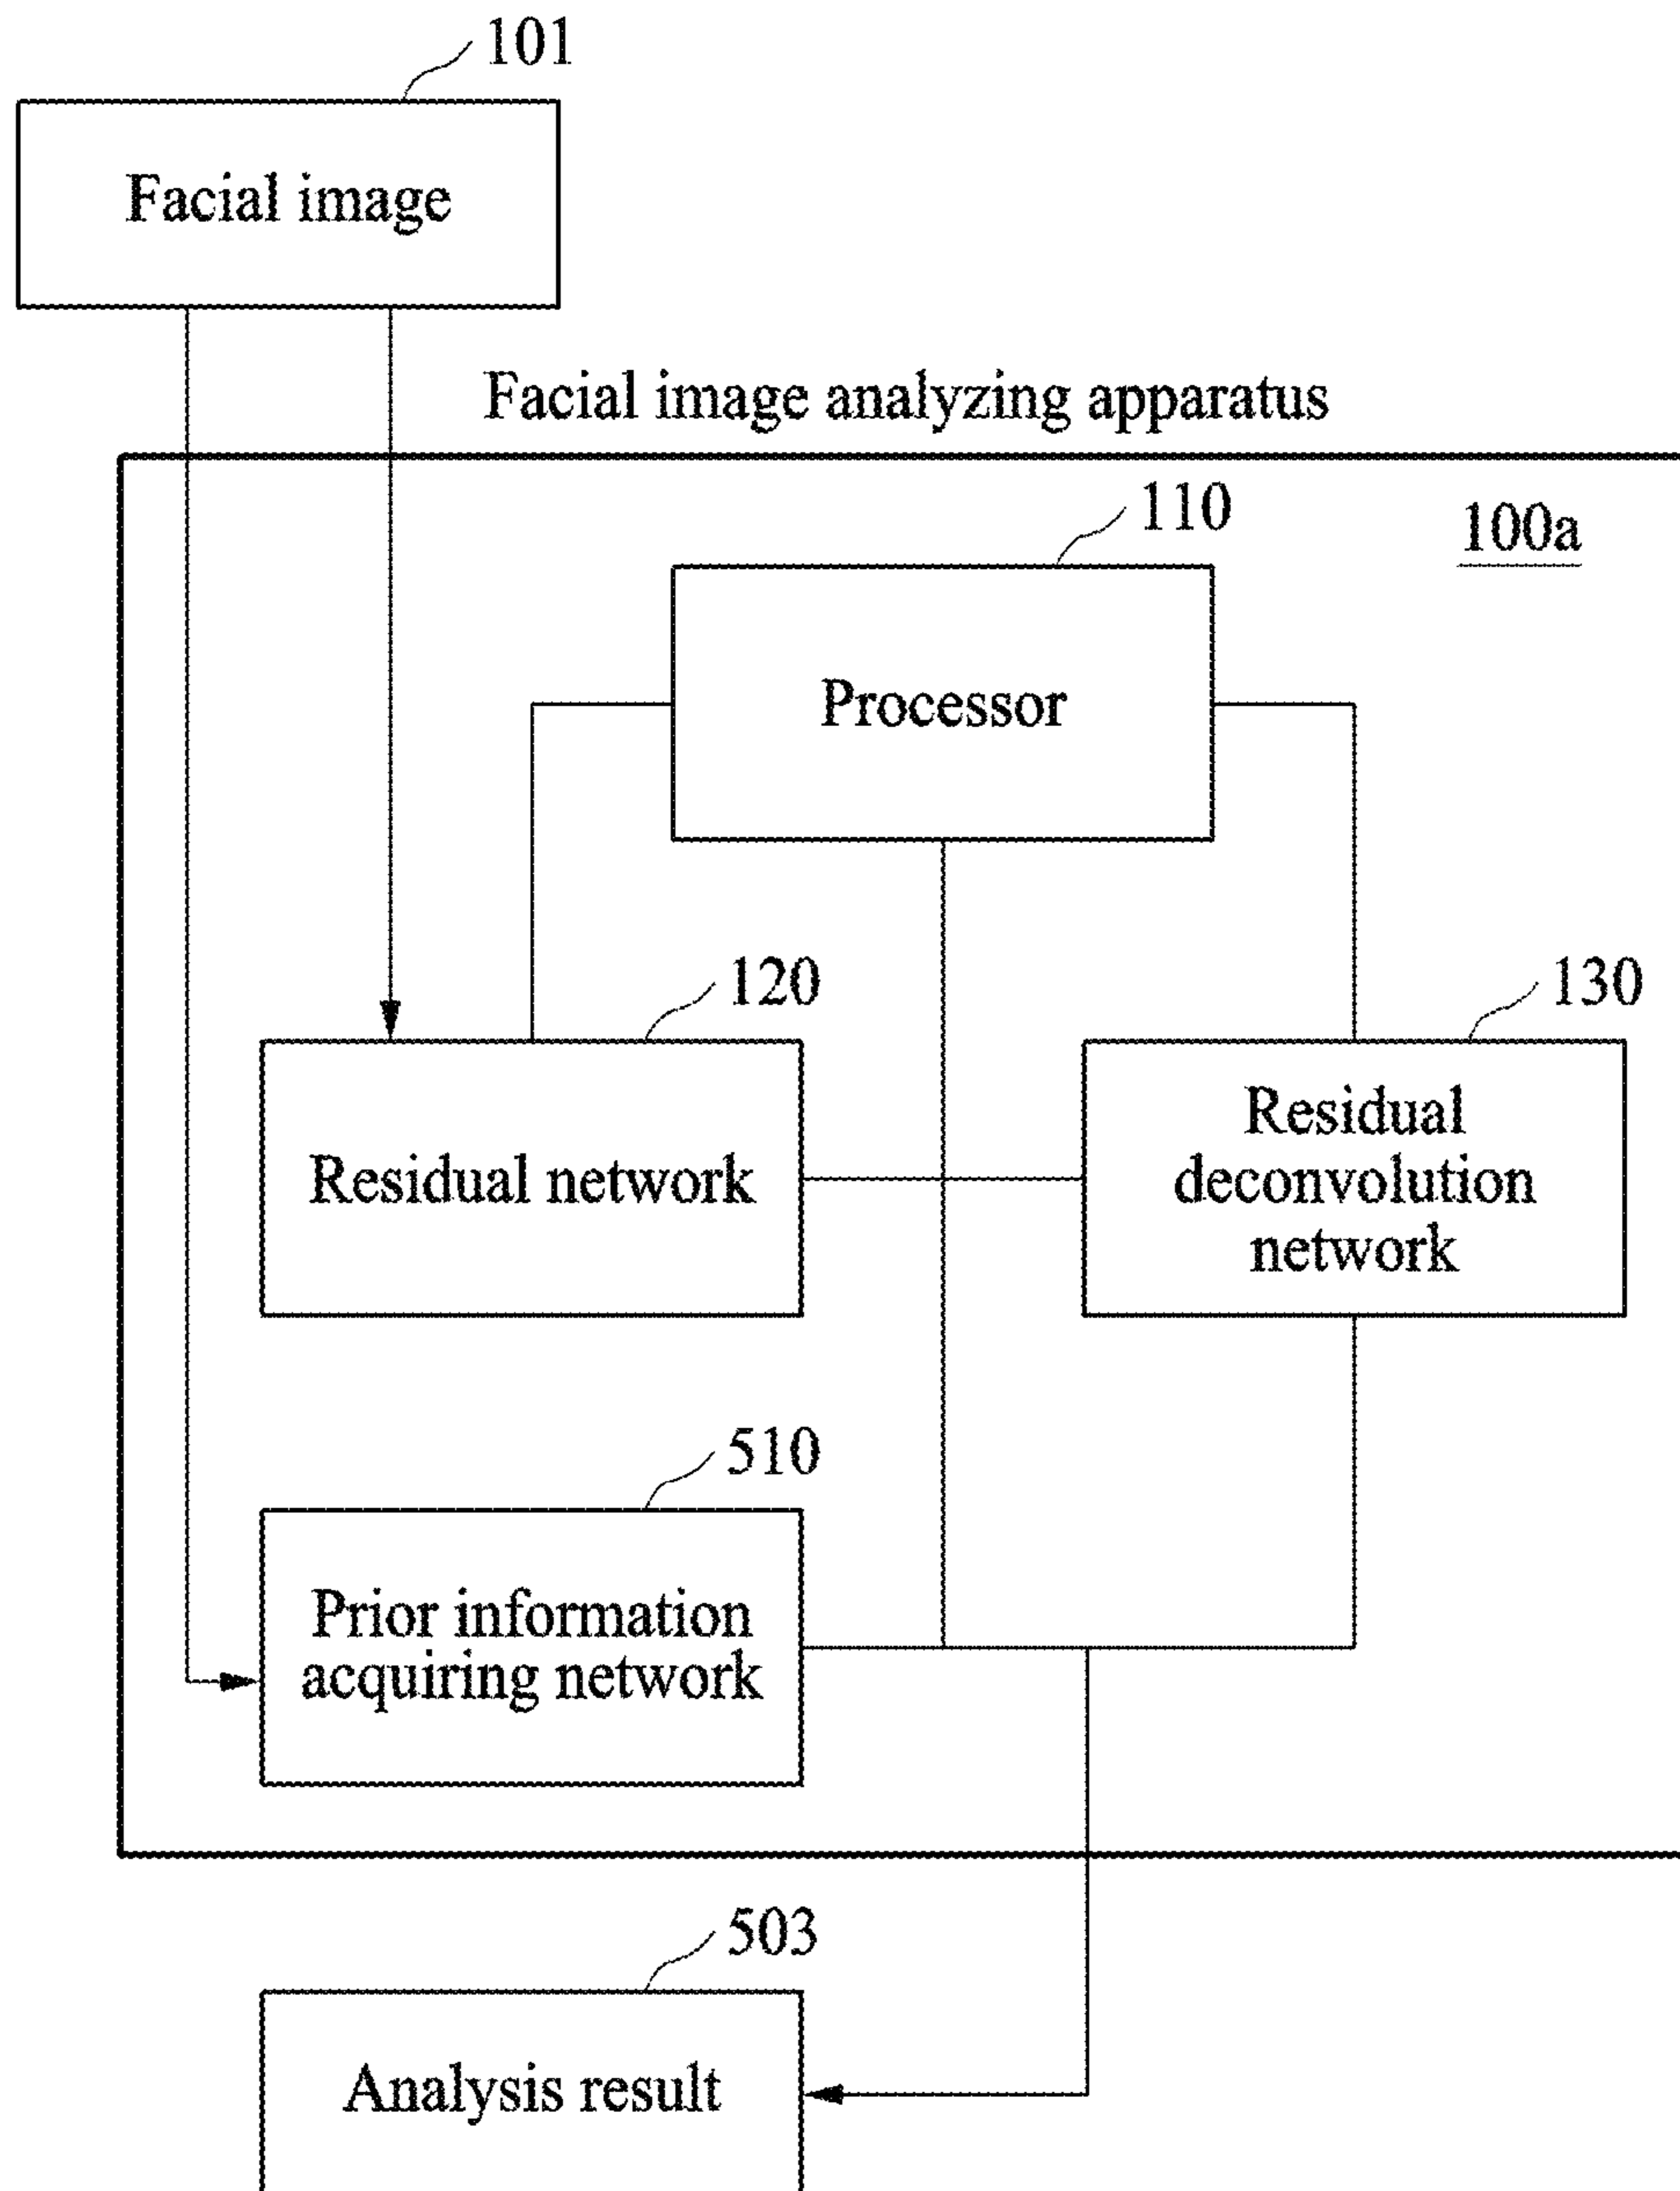 101
Facial image
Facial image analyzing apparatus
110
100a
Processor
120
130
Residual network
Residual
deconvolution
network
510
Prior information
acquiring network
503
Analysis result